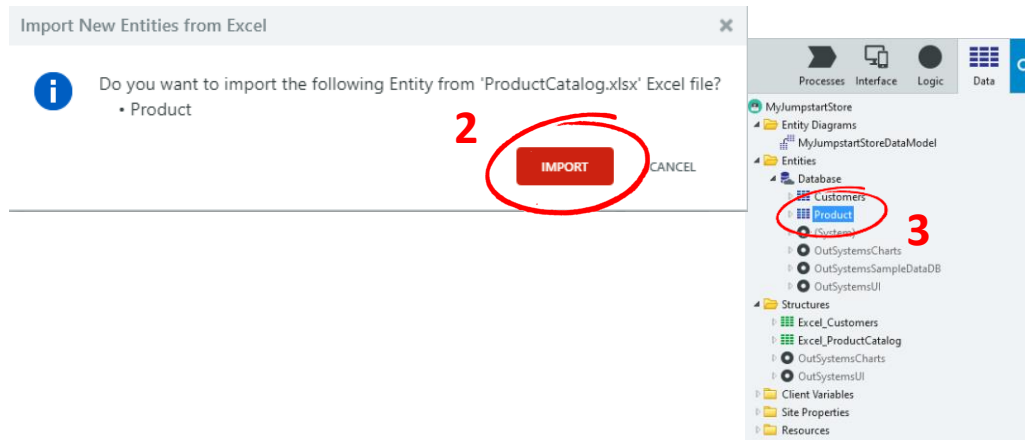 Import New Entities from Excel
Do you want to import the following Entity from 'ProductCatalog.xlsx' Excel file?
• Product
2
IMPORT
CANCEL
Processes Interface Logic Data
MyJumpstartStore
Entity Diagrams
MyJumpstartStoreDataModel
Entities
Database
Customers
Product
3
(System)
OutSystemsCharts
OutSystemsSampleDataDB
OutSystemsUI
Structures
Excel_Customers
Excel_ProductCatalog
OutSystemsCharts
OutSystemsUI
Client Variables
Site Properties
Resources